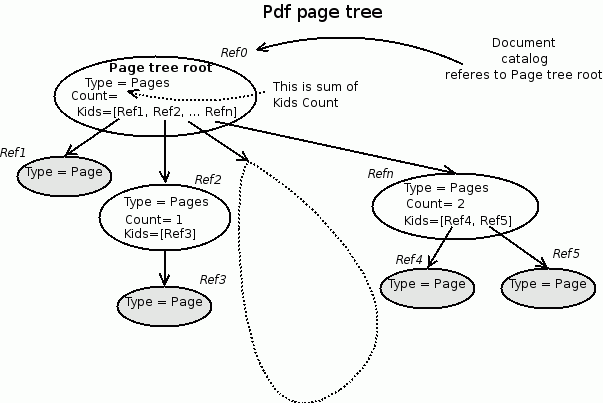 Pdf page tree
Ref0
Document
catalog
referes to Page tree root
Page tree root
Type = Pages
Count=
Kids=[Ref1, Ref2, ... Refn]
This is sum of
Kids Count
Ref1
Type = Page
Ref2
Type = Pages
Count= 1
Kids=[Ref3]
Refn
Type = Pages
Count= 2
Kids=[Ref4, Ref5]
Ref3
Type = Page
Ref4
Type = Page
Ref5
Type = Page